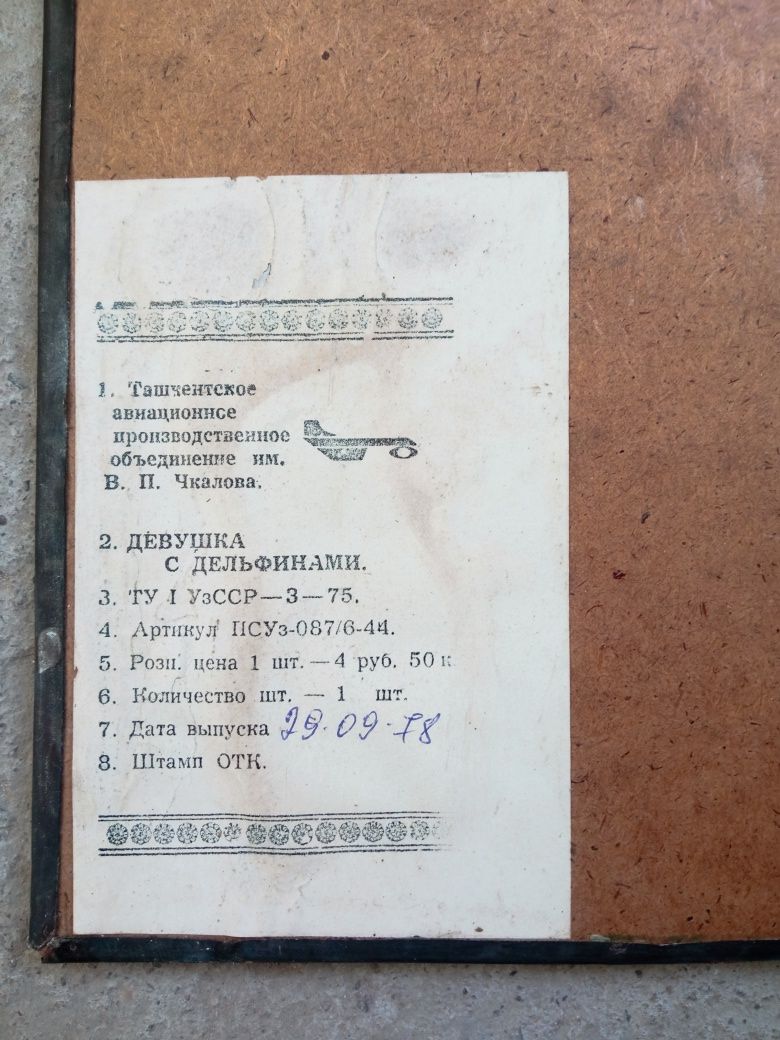 1. Ташкентское
авиационное
производственное
объединение им.
В. П. Чкалова.
2. ДЕВУШКА
С ДЕЛЬФИНАМИ.
3. ТУ 1 УзССР—3—75.
4. Артикул ПСУз-087/6-44.
5. Розн. цена 1 шт.—4 руб. 50 к
6. Количество шт. — 1 шт.
7. Дата выпуска 29.09.78
8. Штамп ОТК.